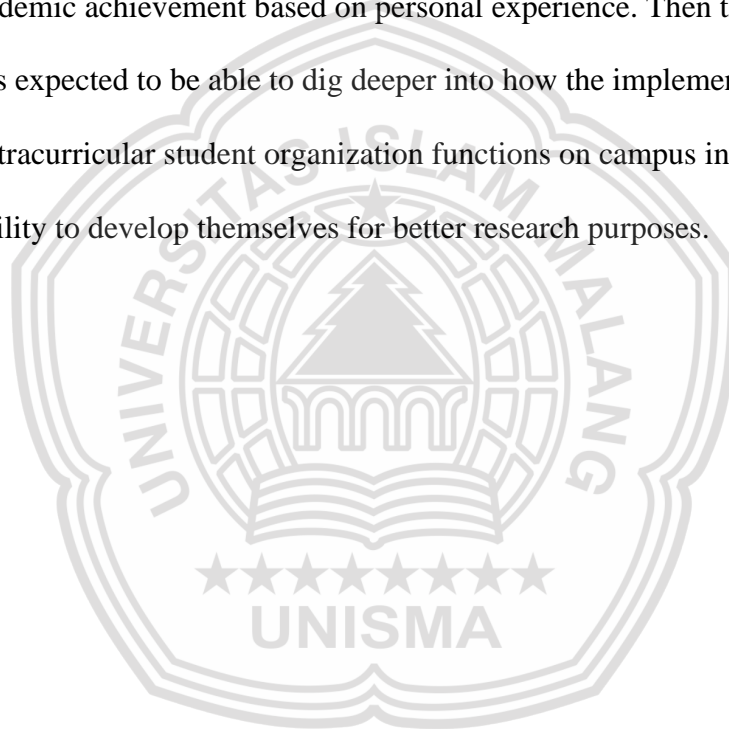 demic achievement based on personal experience. Then t
s expected to be able to dig deeper into how the implemen
tracurricular student organization functions on campus in
ility to develop themselves for better research purposes.
UNIVERSITAS ISLAM MALANG
UNISMA